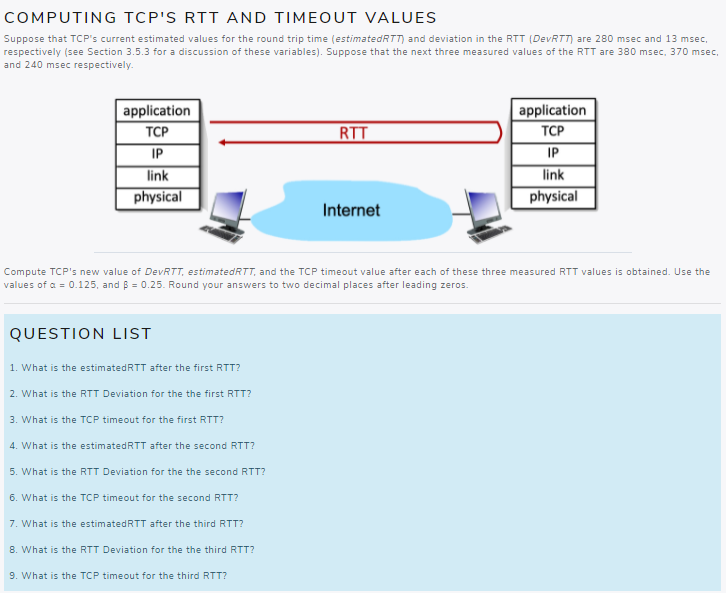 COMPUTING TCP'S RTT AND TIMEOUT VALUES
Suppose that TCP's current estimated values for the round trip time (estimatedRTT) and deviation in the RTT (DevRTT) are 280 msec and 13 msec,
respectively (see Section 3.5.3 for a discussion of these variables). Suppose that the next three measured values of the RTT are 380 msec, 370 msec,
and 240 msec respectively.
application
TCP
IP
link
physical
RTT
Internet
application
TCP
IP
link
physical
Compute TCP's new value of DevRTT, estimatedRTT, and the TCP timeout value after each of these three measured RTT values is obtained. Use the
values of α = 0.125, and β = 0.25. Round your answers to two decimal places after leading zeros.
QUESTION LIST
1. What is the estimatedRTT after the first RTT?
2. What is the RTT Deviation for the the first RTT?
3. What is the TCP timeout for the first RTT?
4. What is the estimatedRTT after the second RTT?
5. What is the RTT Deviation for the the second RTT?
6. What is the TCP timeout for the second RTT?
7. What is the estimatedRTT after the third RTT?
8. What is the RTT Deviation for the the third RTT?
9. What is the TCP timeout for the third RTT?